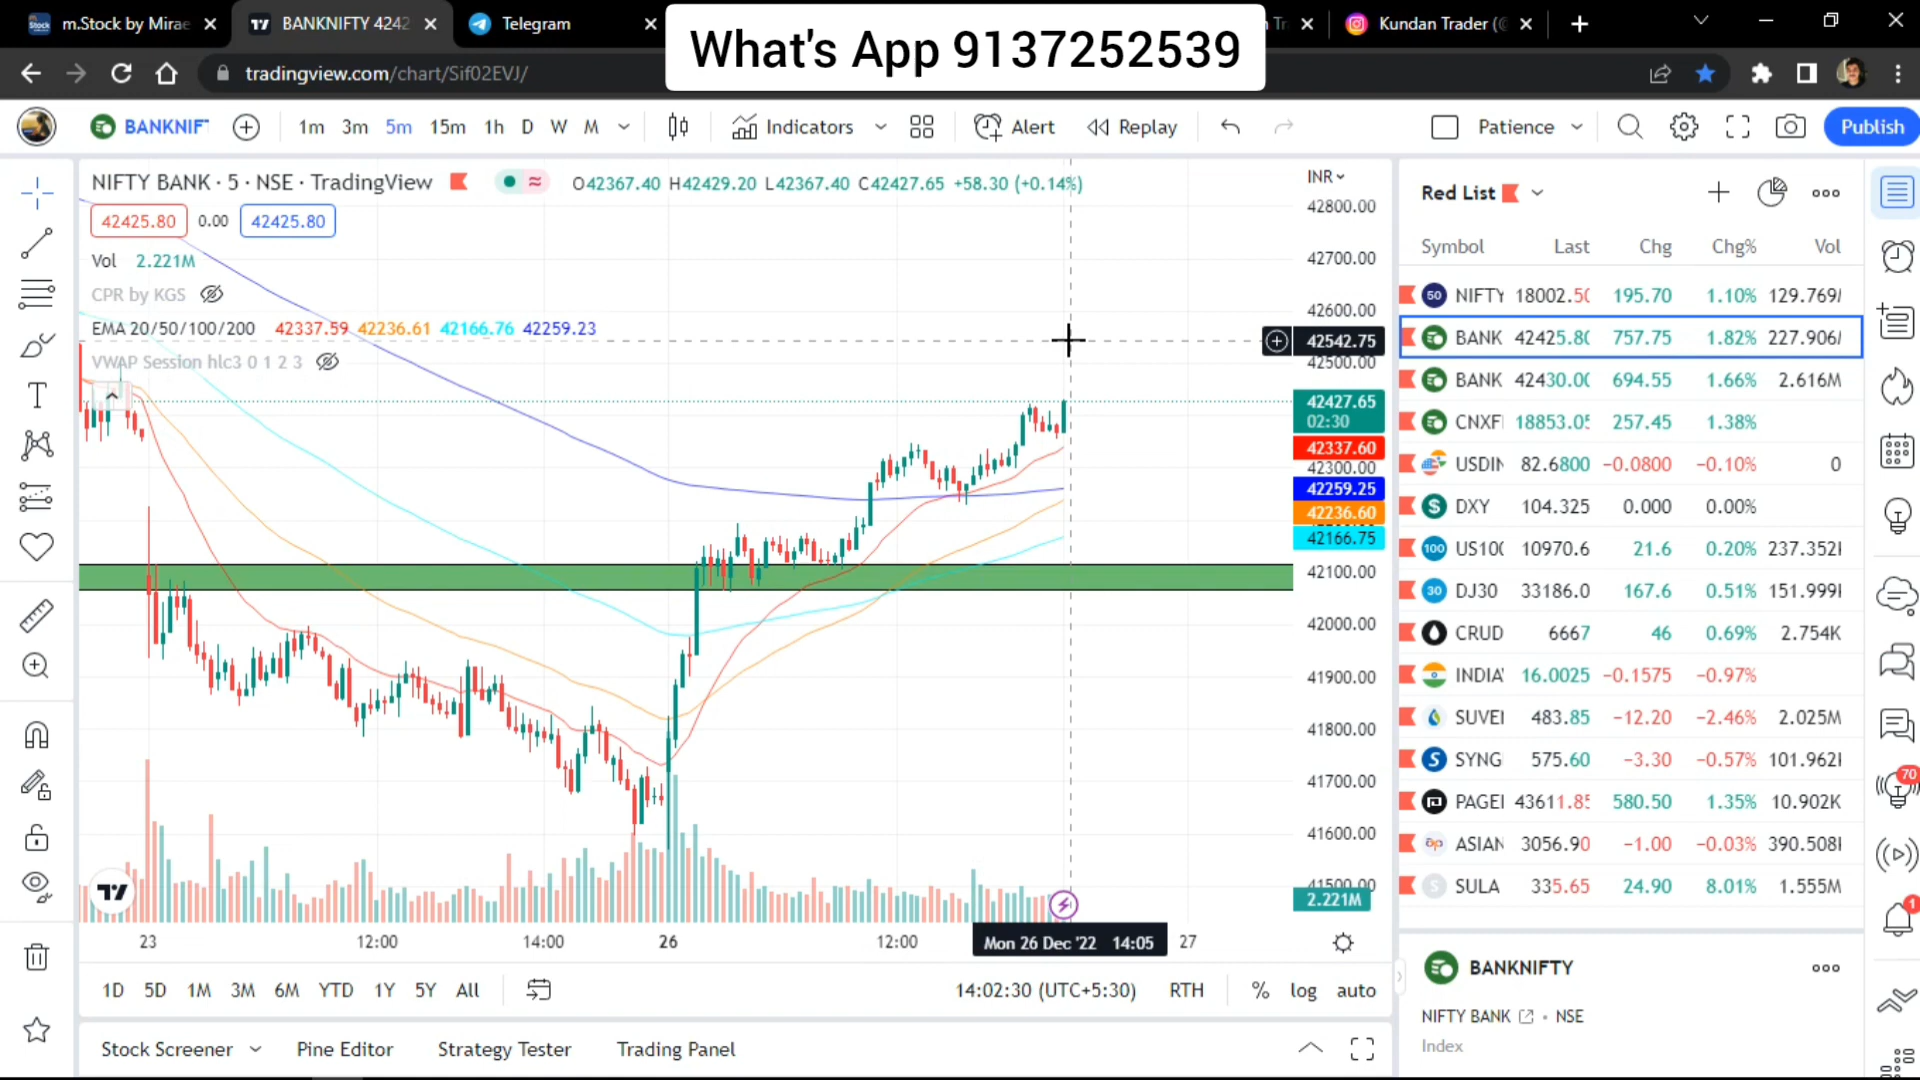 m.Stock by Mirae
BANKNIFTY 4242
Telegram
Kundan Trader (@
What's App 9137252539
tradingview.com/chart/Sif02EVJ/
BANKNIFT
1m 3m 5m 15m 1h D W M
Indicators
Alert
Replay
Patience
Publish
NIFTY BANK · 5 · NSE · TradingView
O42367.40 H42429.20 L42367.40 C42427.65 +58.30 (+0.14%)
42425.80 0.00 42425.80
Vol 2.221M
CPR by KGS
EMA 20/50/100/200 42337.59 42236.61 42166.76 42259.23
VWAP Session hlc3 0 1 2 3
INR
42800.00
42700.00
42600.00
42542.75
42500.00
42427.65
02:30
42337.60
42300.00
42259.25
42236.60
42166.75
42100.00
42000.00
41900.00
41800.00
41700.00
41600.00
41500.00
2.221M
23 12:00 14:00 26 12:00 Mon 26 Dec '22 14:05 27
1D 5D 1M 3M 6M YTD 1Y 5Y All
14:02:30 (UTC+5:30) RTH % log auto
Stock Screener Pine Editor Strategy Tester Trading Panel
Red List
Symbol Last Chg Chg% Vol
50 NIFTY 18002.50 195.70 1.10% 129.769
BANK 42425.80 757.75 1.82% 227.906
BANK 42430.00 694.55 1.66% 2.616M
CNXF 18853.05 257.45 1.38%
USDIN 82.6800 −0.0800 −0.10% 0
DXY 104.325 0.000 0.00%
100 US100 10970.6 21.6 0.20% 237.352
30 DJ30 33186.0 167.6 0.51% 151.999
CRUD 6667 46 0.69% 2.754K
INDIA 16.0025 −0.1575 −0.97%
SUVE 483.85 −12.20 −2.46% 2.025M
SYNG 575.60 −3.30 −0.57% 101.962
PAGEI 43611.85 580.50 1.35% 10.902K
ASIAN 3056.90 −1.00 −0.03% 390.508
SULA 335.65 24.90 8.01% 1.555M
BANKNIFTY
NIFTY BANK • NSE
Index
70
1